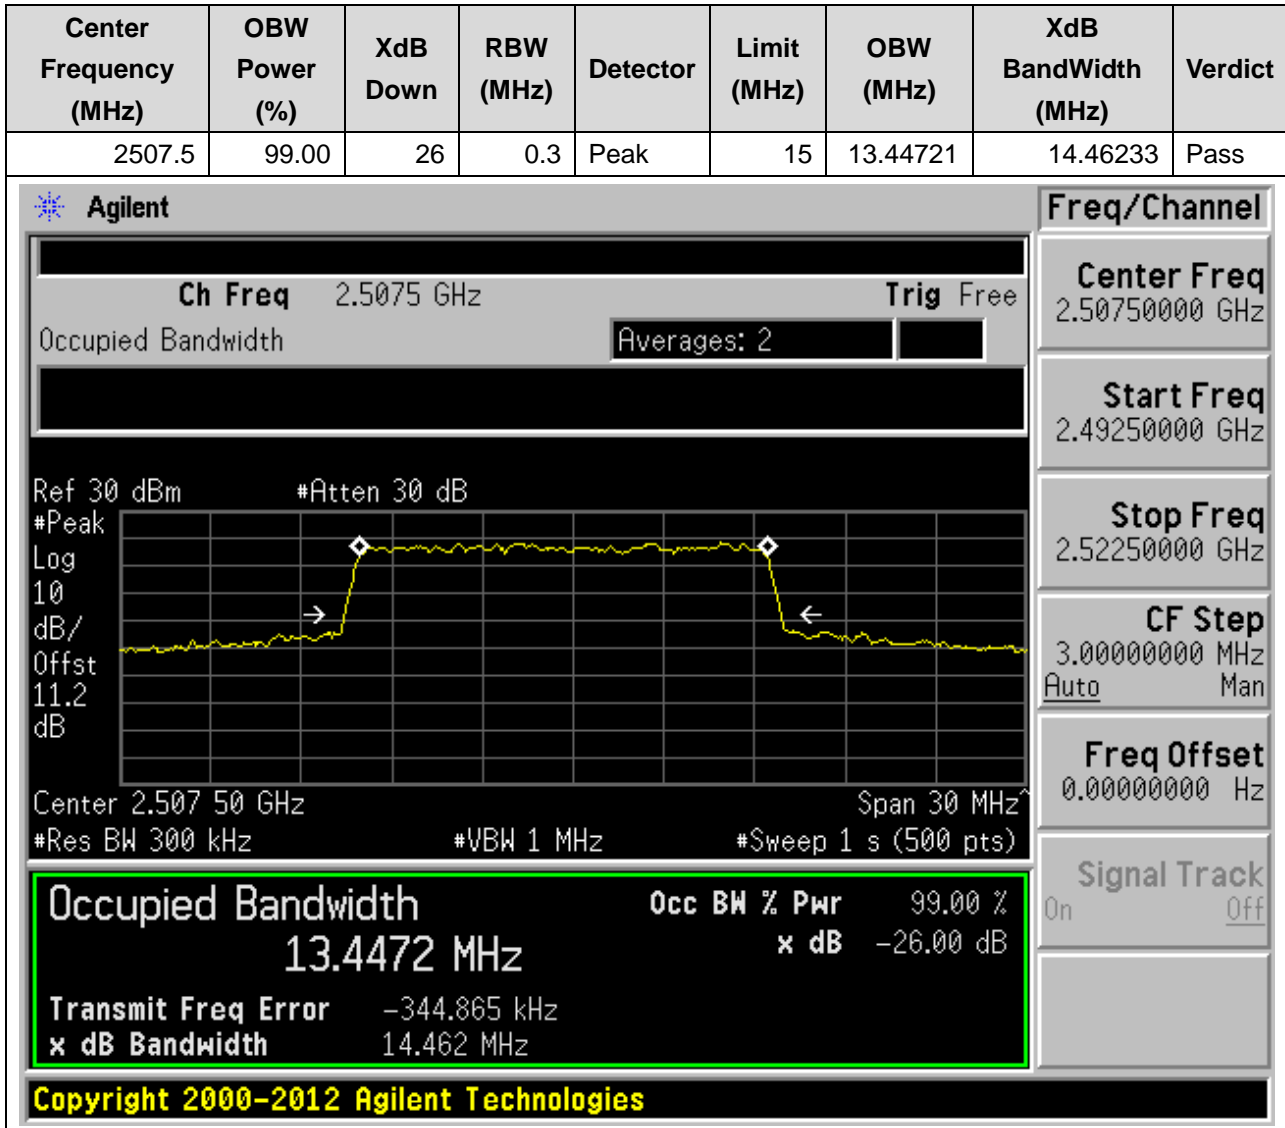 Center Frequency (MHz) OBW Power (%) XdB Down RBW (MHz) Detector Limit (MHz) OBW (MHz) XdB BandWidth (MHz) Verdict
2507.5 99.00 26 0.3 Peak 15 13.44721 14.46233 Pass
Agilent
Freq/Channel
Ch Freq 2.5075 GHz Trig Free
Occupied Bandwidth Averages: 2
Center Freq
2.50750000 GHz
Start Freq
2.49250000 GHz
Stop Freq
2.52250000 GHz
CF Step
3.00000000 MHz
Auto Man
Freq Offset
0.00000000 Hz
Signal Track
On Off
Ref 30 dBm #Atten 30 dB
#Peak
Log
10
dB/
Offst
11.2
dB
Center 2.507 50 GHz Span 30 MHz^
#Res BW 300 kHz #VBW 1 MHz #Sweep 1 s (500 pts)
Occupied Bandwidth
13.4472 MHz
Occ BW % Pwr 99.00 %
x dB -26.00 dB
Transmit Freq Error -344.865 kHz
x dB Bandwidth 14.462 MHz
Copyright 2000-2012 Agilent Technologies